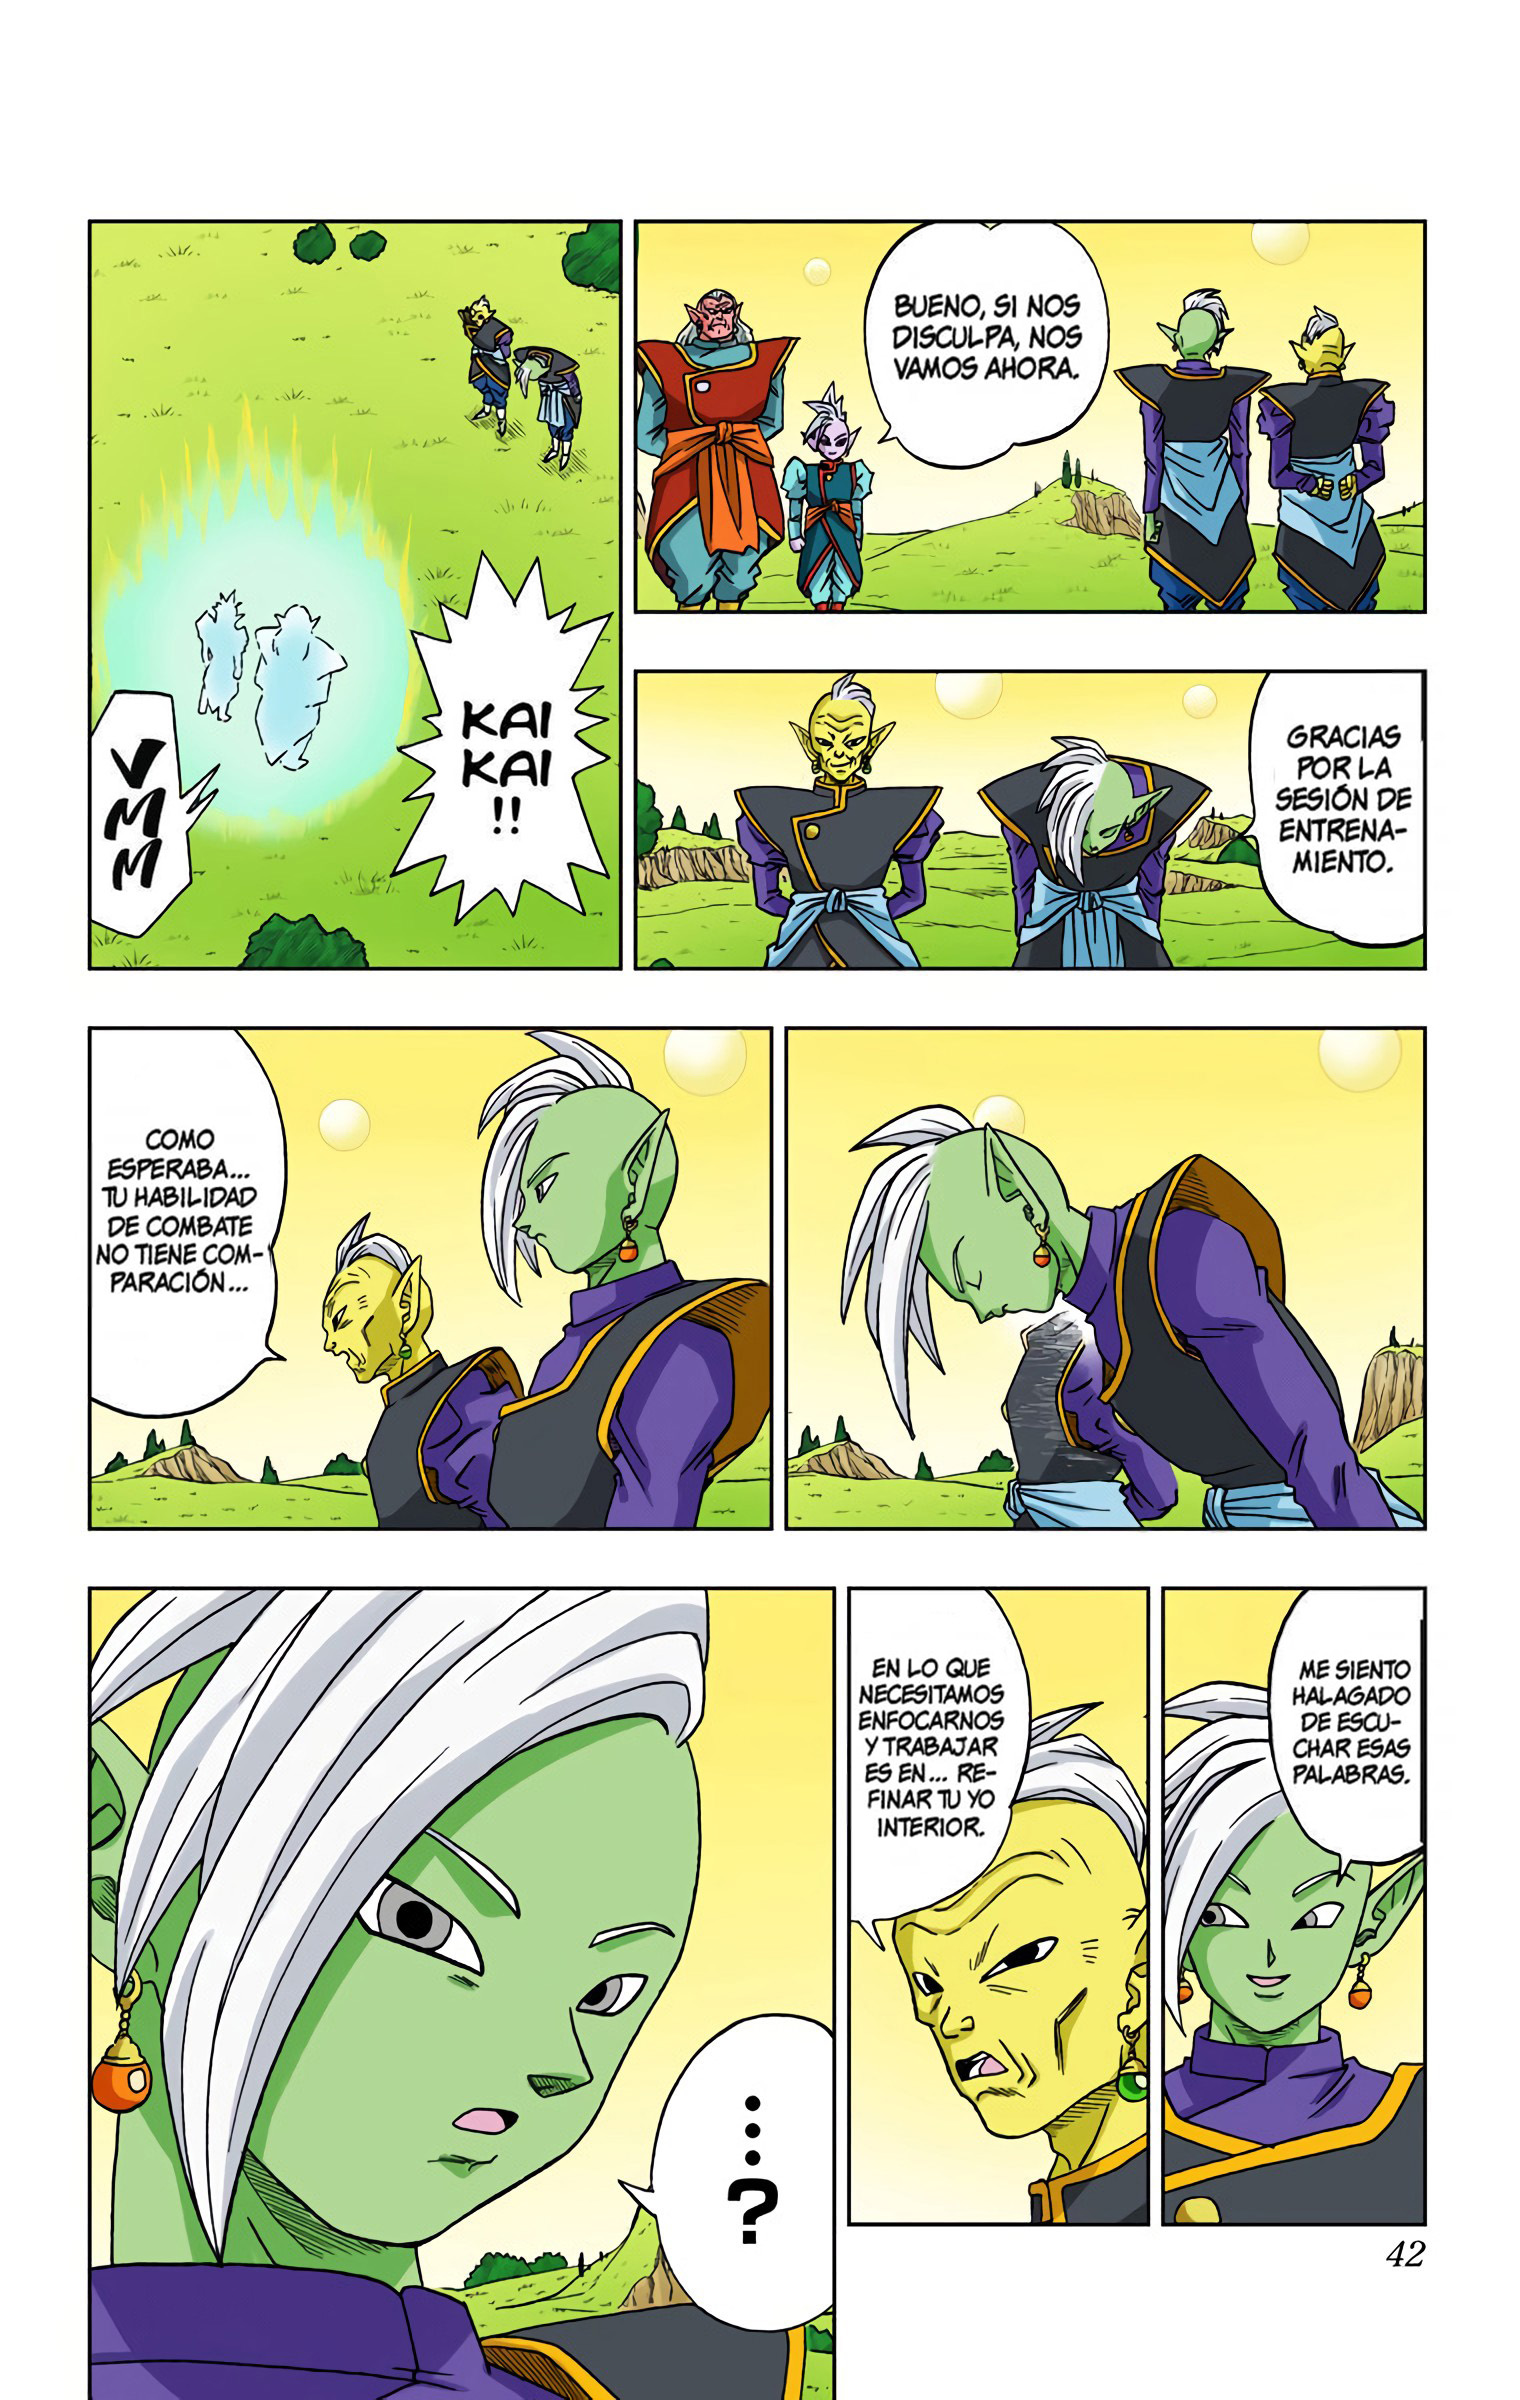 BUENO, SI NOS
DISCULPA, NOS
VAMOS AHORA.
GRACIAS
POR LA
SESIÓN DE
ENTRENA-
MIENTO.
KAI
KAI
!!
VMM
COMO
ESPERABA...
TU HABILIDAD
DE COMBATE
NO TIENE COM-
PARACIÓN...
ME SIENTO
HALAGADO
DE ESCU-
CHAR ESAS
PALABRAS.
EN LO QUE
NECESITAMOS
ENFOCARNOS
Y TRABAJAR
ES EN... RE-
FINAR TU YO
INTERIOR.
...?
42